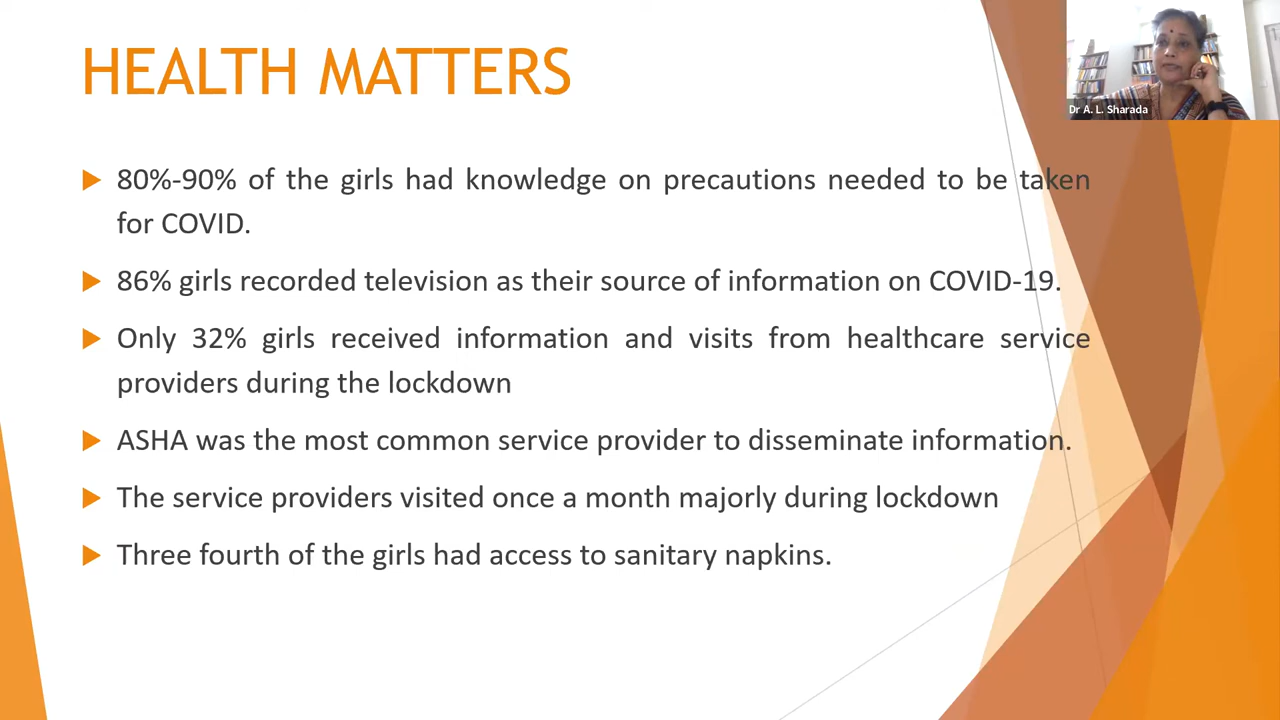 HEALTH MATTERS
Dr A. L. Sharada
80%-90% of the girls had knowledge on precautions needed to be taken
for COVID.
86% girls recorded television as their source of information on COVID-19.
Only 32% girls received information and visits from healthcare service
providers during the lockdown
ASHA was the most common service provider to disseminate information.
The service providers visited once a month majorly during lockdown
Three fourth of the girls had access to sanitary napkins.